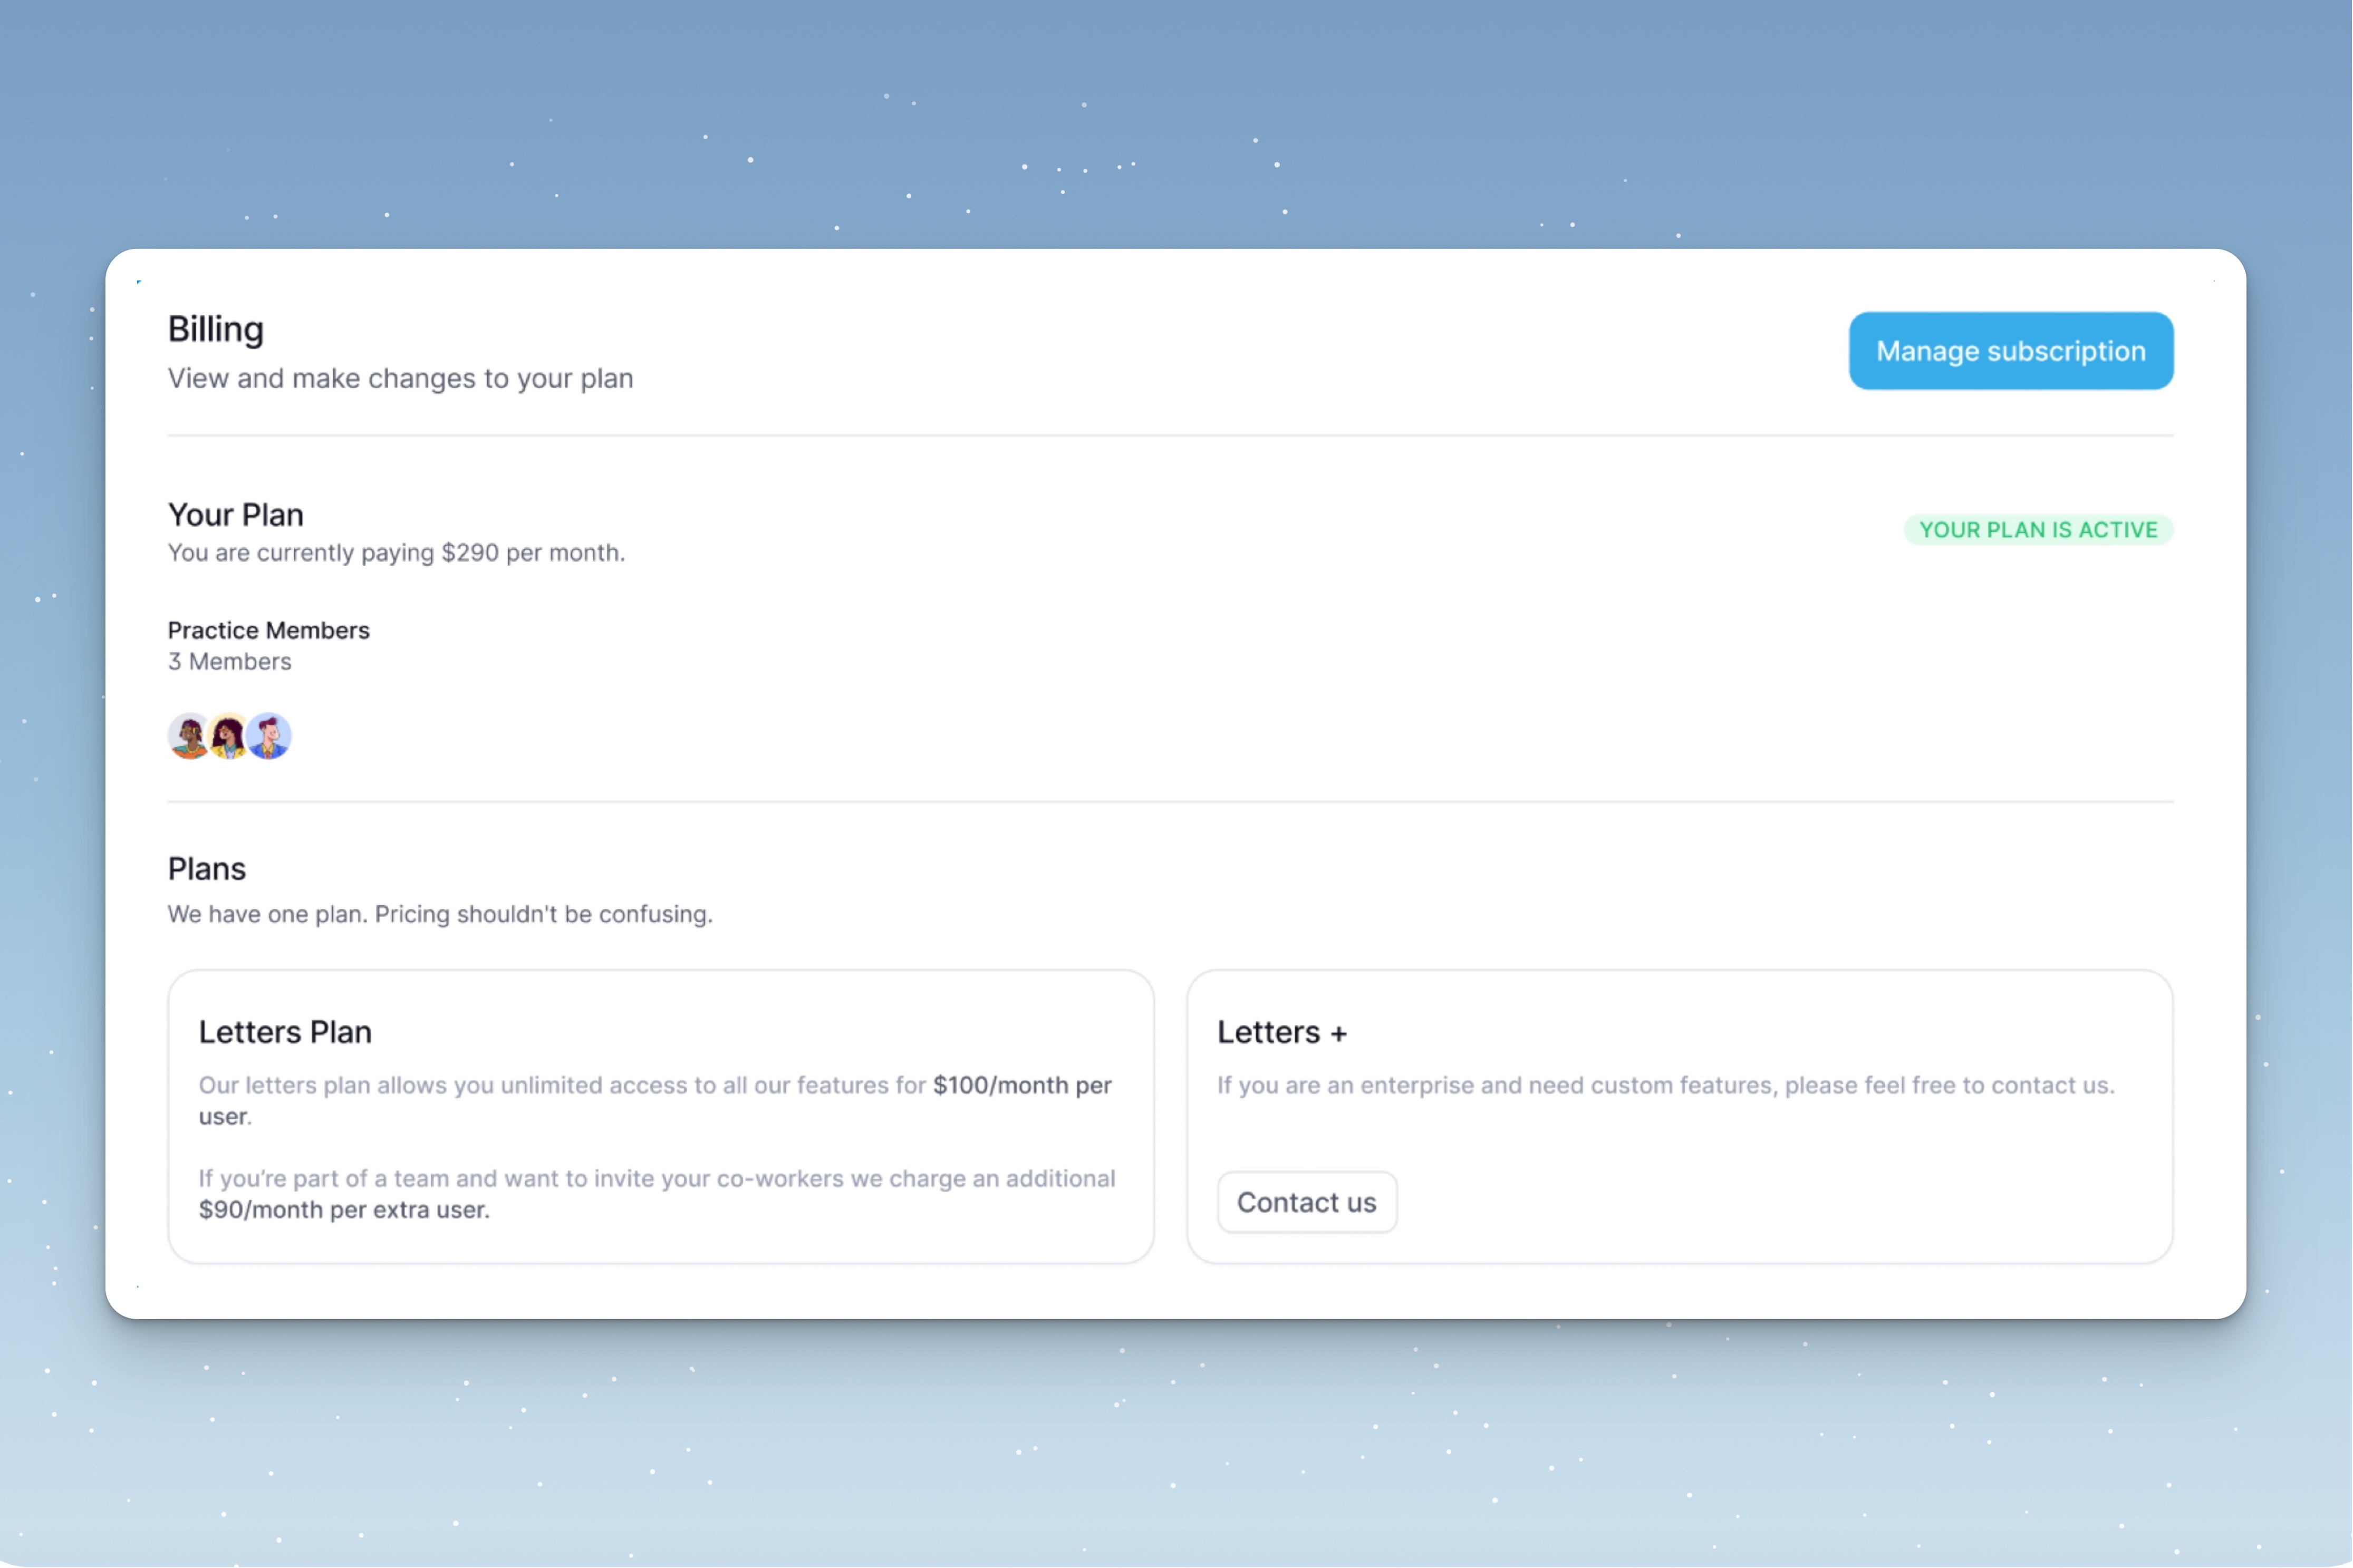 Billing
Manage subscription
View and make changes to your plan
Your Plan
YOUR PLAN IS ACTIVE
You are currently paying $290 per month.
Practice Members
3 Members
Plans
We have one plan. Pricing shouldn't be confusing.
Letters Plan
Our letters plan allows you unlimited access to all our features for $100/month per
user.
If you’re part of a team and want to invite your co-workers we charge an additional
$90/month per extra user.
Letters +
If you are an enterprise and need custom features, please feel free to contact us.
Contact us